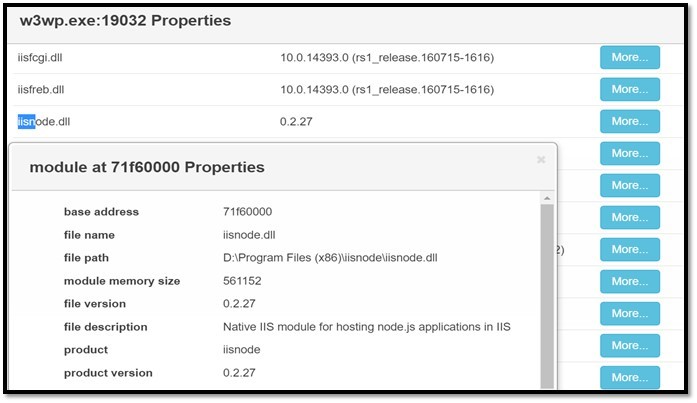 w3wp.exe:19032 Properties
iisfcgi.dll 10.0.14393.0 (rs1_release.160715-1616) More...
iisfreb.dll 10.0.14393.0 (rs1_release.160715-1616) More...
iisnode.dll 0.2.27 More...
More...
module at 71f60000 Properties ×
More...
base address 71f60000 More...
file name iisnode.dll
file path D:\Program Files (x86)\iisnode\iisnode.dll 2) More...
module memory size 561152 More...
file version 0.2.27
file description Native IIS module for hosting node.js applications in IIS More...
product iisnode More...
product version 0.2.27 More...